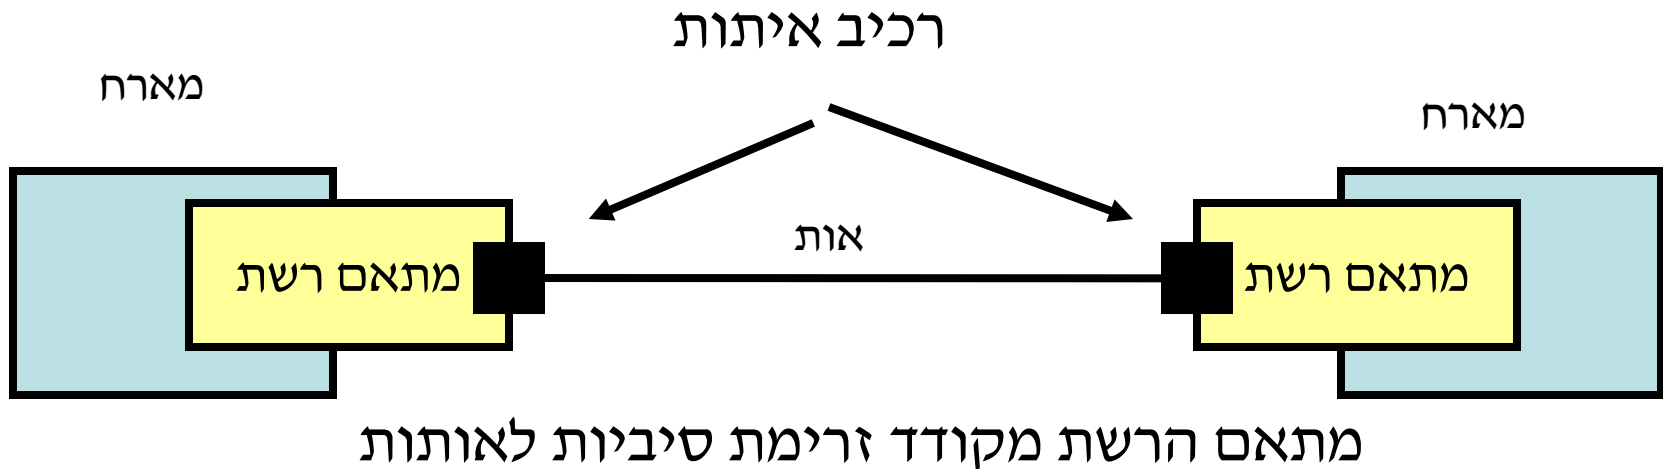 רכיב איתות
מארח
מארח
אות
מתאם רשת
מתאם רשת
מתאם הרשת מקודד זרימת סיביות לאותות